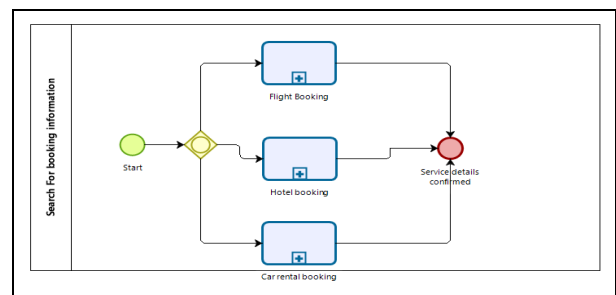 Search For booking information
Flight Booking
Start
Hotel booking
Service details
confirmed
Car rental booking